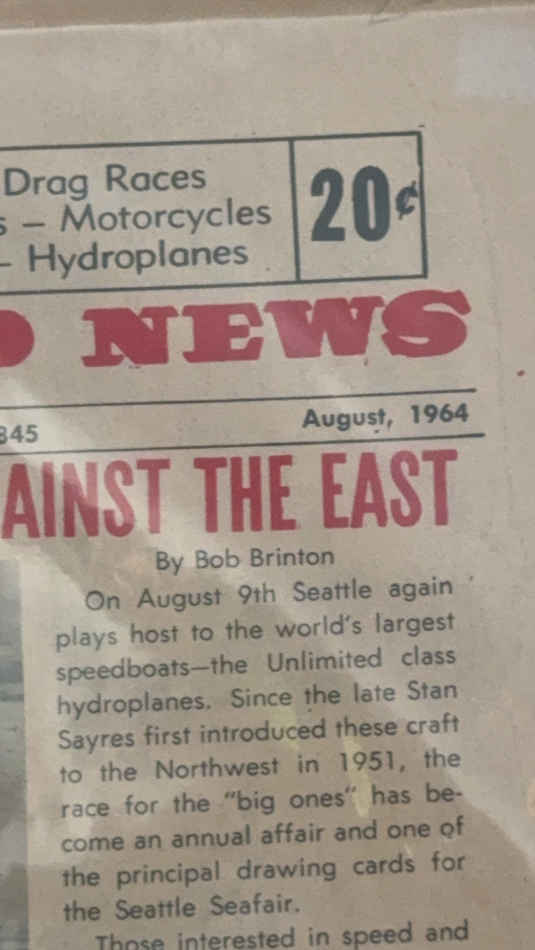 Drag Races
s – Motorcycles
– Hydroplanes
20¢
NEWS
345
August, 1964
AINST THE EAST
By Bob Brinton
On August 9th Seattle again
plays host to the world's largest
speedboats—the Unlimited class
hydroplanes. Since the late Stan
Sayres first introduced these craft
to the Northwest in 1951, the
race for the "big ones" has be-
come an annual affair and one of
the principal drawing cards for
the Seattle Seafair.
Those interested in speed and